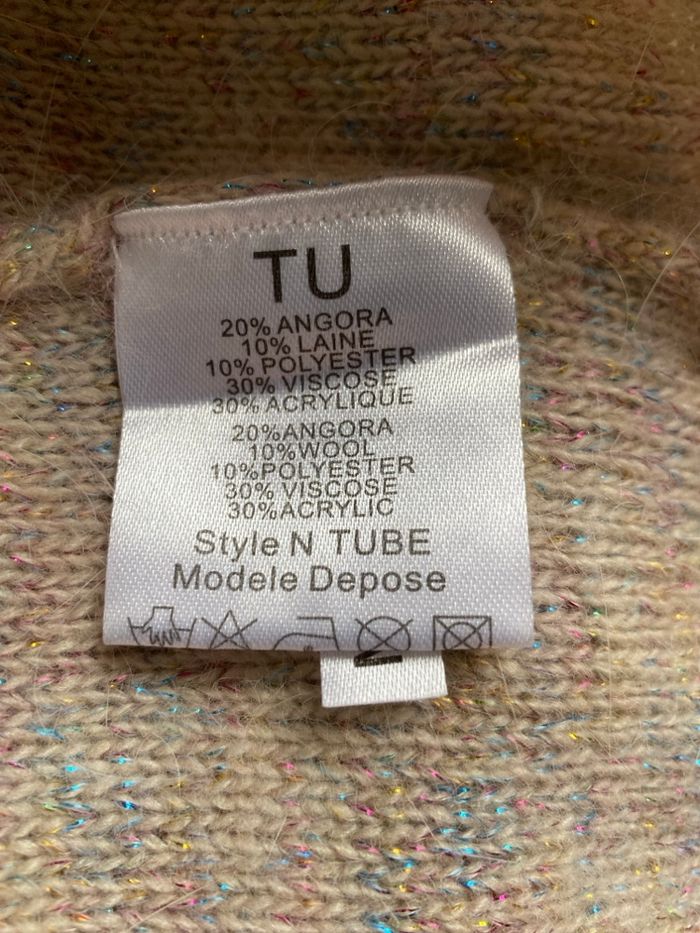 TU
20% ANGORA
10% LAINE
10% POLYESTER
30% VISCOSE
30% ACRYLIQUE
20%ANGORA
10%WOOL
10%POLYESTER
30% VISCOSE
30%ACRYLIC
Style N TUBE
Modele Depose